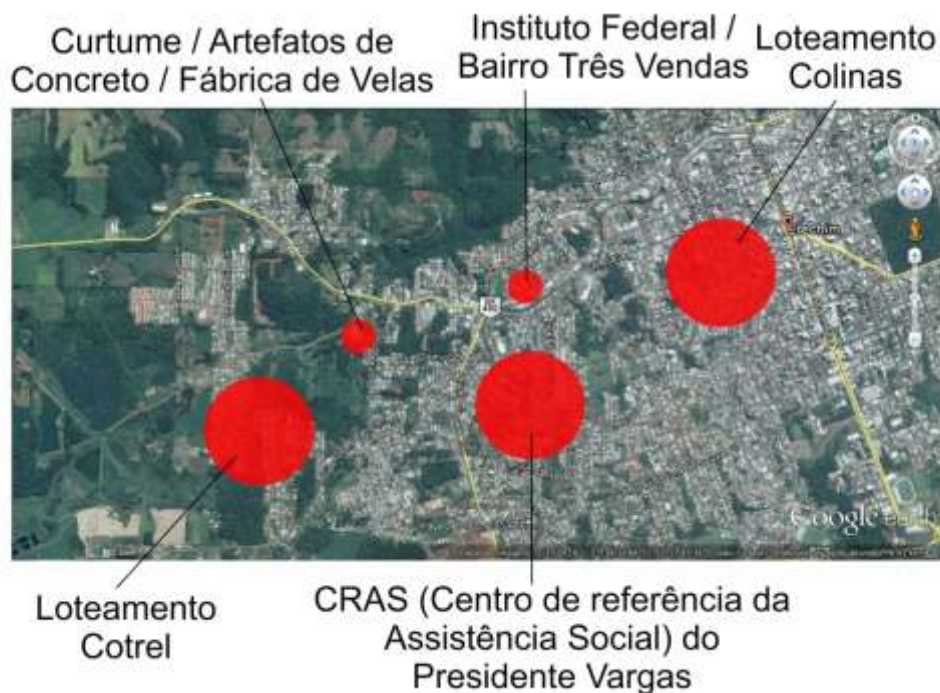 Curtume / Artefatos de
Concreto / Fábrica de Velas
Instituto Federal /
Bairro Três Vendas
Loteamento
Colinas
Erechim
Google earth
Loteamento
Cotrel
CRAS (Centro de referência da
Assistência Social) do
Presidente Vargas